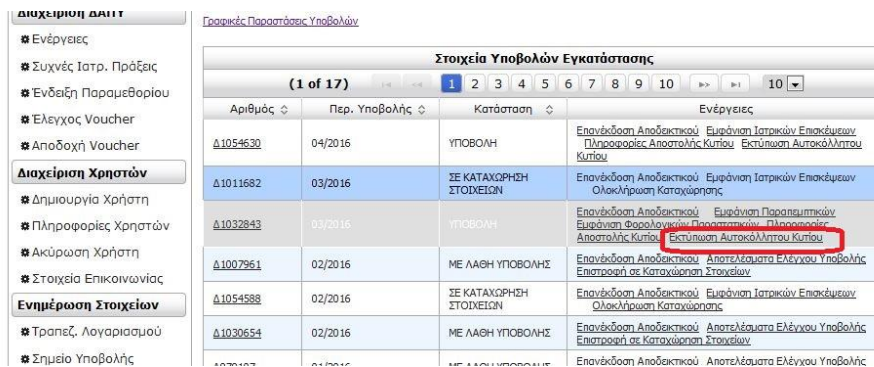 Διαχείριση ΔΑΠΥ
Ενέργειες
Συχνές Ιατρ. Πράξεις
Ένδειξη Παραμεθορίου
Έλεγχος Voucher
Αποδοχή Voucher
Διαχείριση Χρηστών
Δημιουργία Χρήστη
Πληροφορίες Χρηστών
Ακύρωση Χρήστη
Στοιχεία Επικοινωνίας
Ενημέρωση Στοιχείων
Τραπεζ. Λογαριασμού
Σημείο Υποβολής
Γραφικές Παραστάσεις Υποβολών
Στοιχεία Υποβολών Εγκατάστασης
(1 of 17) 1 2 3 4 5 6 7 8 9 10 10
Αριθμός Περ. Υποβολής Κατάσταση Ενέργειες
Δ1054630 04/2016 ΥΠΟΒΟΛΗ Επανέκδοση Αποδεικτικού Εμφάνιση Ιατρικών Επισκέψεων
Πληροφορίες Αποστολής Κυτίου Εκτύπωση Αυτοκόλλητου
Κυτίου
Δ1011682 03/2016 ΣΕ ΚΑΤΑΧΩΡΗΣΗ Επανέκδοση Αποδεικτικού Εμφάνιση Ιατρικών Επισκέψεων
ΣΤΟΙΧΕΙΩΝ Ολοκλήρωση Καταχώρησης
Δ1032843 03/2016 ΥΠΟΒΟΛΗ Επανέκδοση Αποδεικτικού Εμφάνιση Παραπεμπτικών
Εμφάνιση Φορολογικών Παραστατικών Πληροφορίες
Αποστολής Κυτίου Εκτύπωση Αυτοκόλλητου Κυτίου
Δ1007961 02/2016 ΜΕ ΛΑΘΗ ΥΠΟΒΟΛΗΣ Επανέκδοση Αποδεικτικού Αποτελέσματα Ελέγχου Υποβολής
Επιστροφή σε Καταχώρηση Στοιχείων
Δ1054588 02/2016 ΣΕ ΚΑΤΑΧΩΡΗΣΗ Επανέκδοση Αποδεικτικού Εμφάνιση Ιατρικών Επισκέψεων
ΣΤΟΙΧΕΙΩΝ Ολοκλήρωση Καταχώρησης
Δ1030654 02/2016 ΜΕ ΛΑΘΗ ΥΠΟΒΟΛΗΣ Επανέκδοση Αποδεικτικού Αποτελέσματα Ελέγχου Υποβολής
Επιστροφή σε Καταχώρηση Στοιχείων
01/2016 ΜΕ ΛΑΘΗ ΥΠΟΒΟΛΗΣ Επανέκδοση Αποδεικτικού Αποτελέσματα Ελέγχου Υποβολής